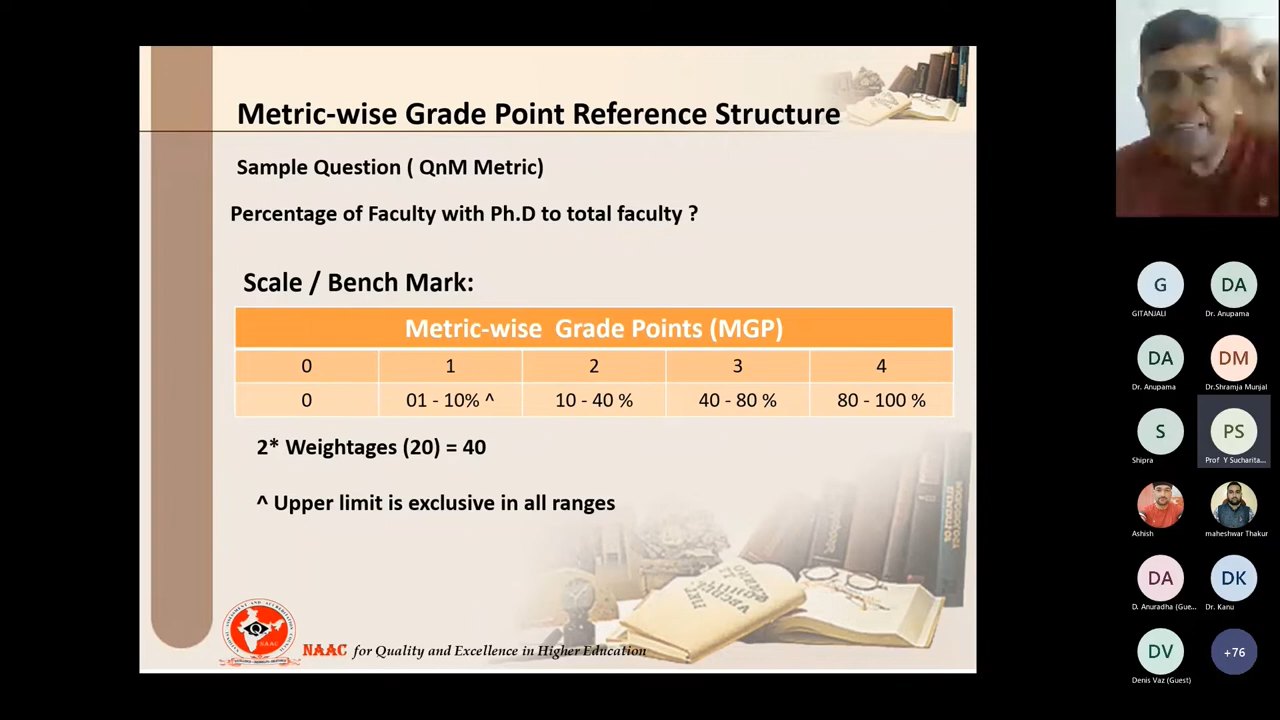 Metric-wise Grade Point Reference Structure
Sample Question ( QnM Metric)
Percentage of Faculty with Ph.D to total faculty ?
Scale / Bench Mark:
Metric-wise Grade Points (MGP)
0 1 2 3 4
0 01 - 10% ^ 10 - 40 % 40 - 80 % 80 - 100 %
2* Weightages (20) = 40
^ Upper limit is exclusive in all ranges
NAAC
NAAC for Quality and Excellence in Higher Education
G DA
GITANJALI Dr. Anupama
DA DM
Dr. Anupama Dr.Shramja Munjal
S PS
Shipra Prof Y Sucharita...
Ashish maheshwar Thakur
DA DK
D. Anuradha (Gue... Dr. Kanu
DV +76
Denis Vaz (Guest)